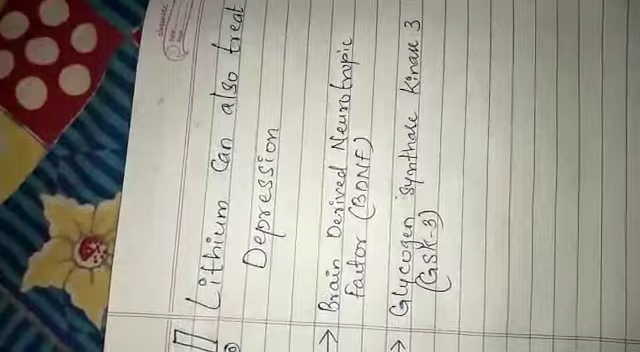 Lithium can also treat
Depression
→ Brain Derived Neurotropic
Factor (BDNF)
→ Glycogen Synthase Kinase 3
(GSK-3)